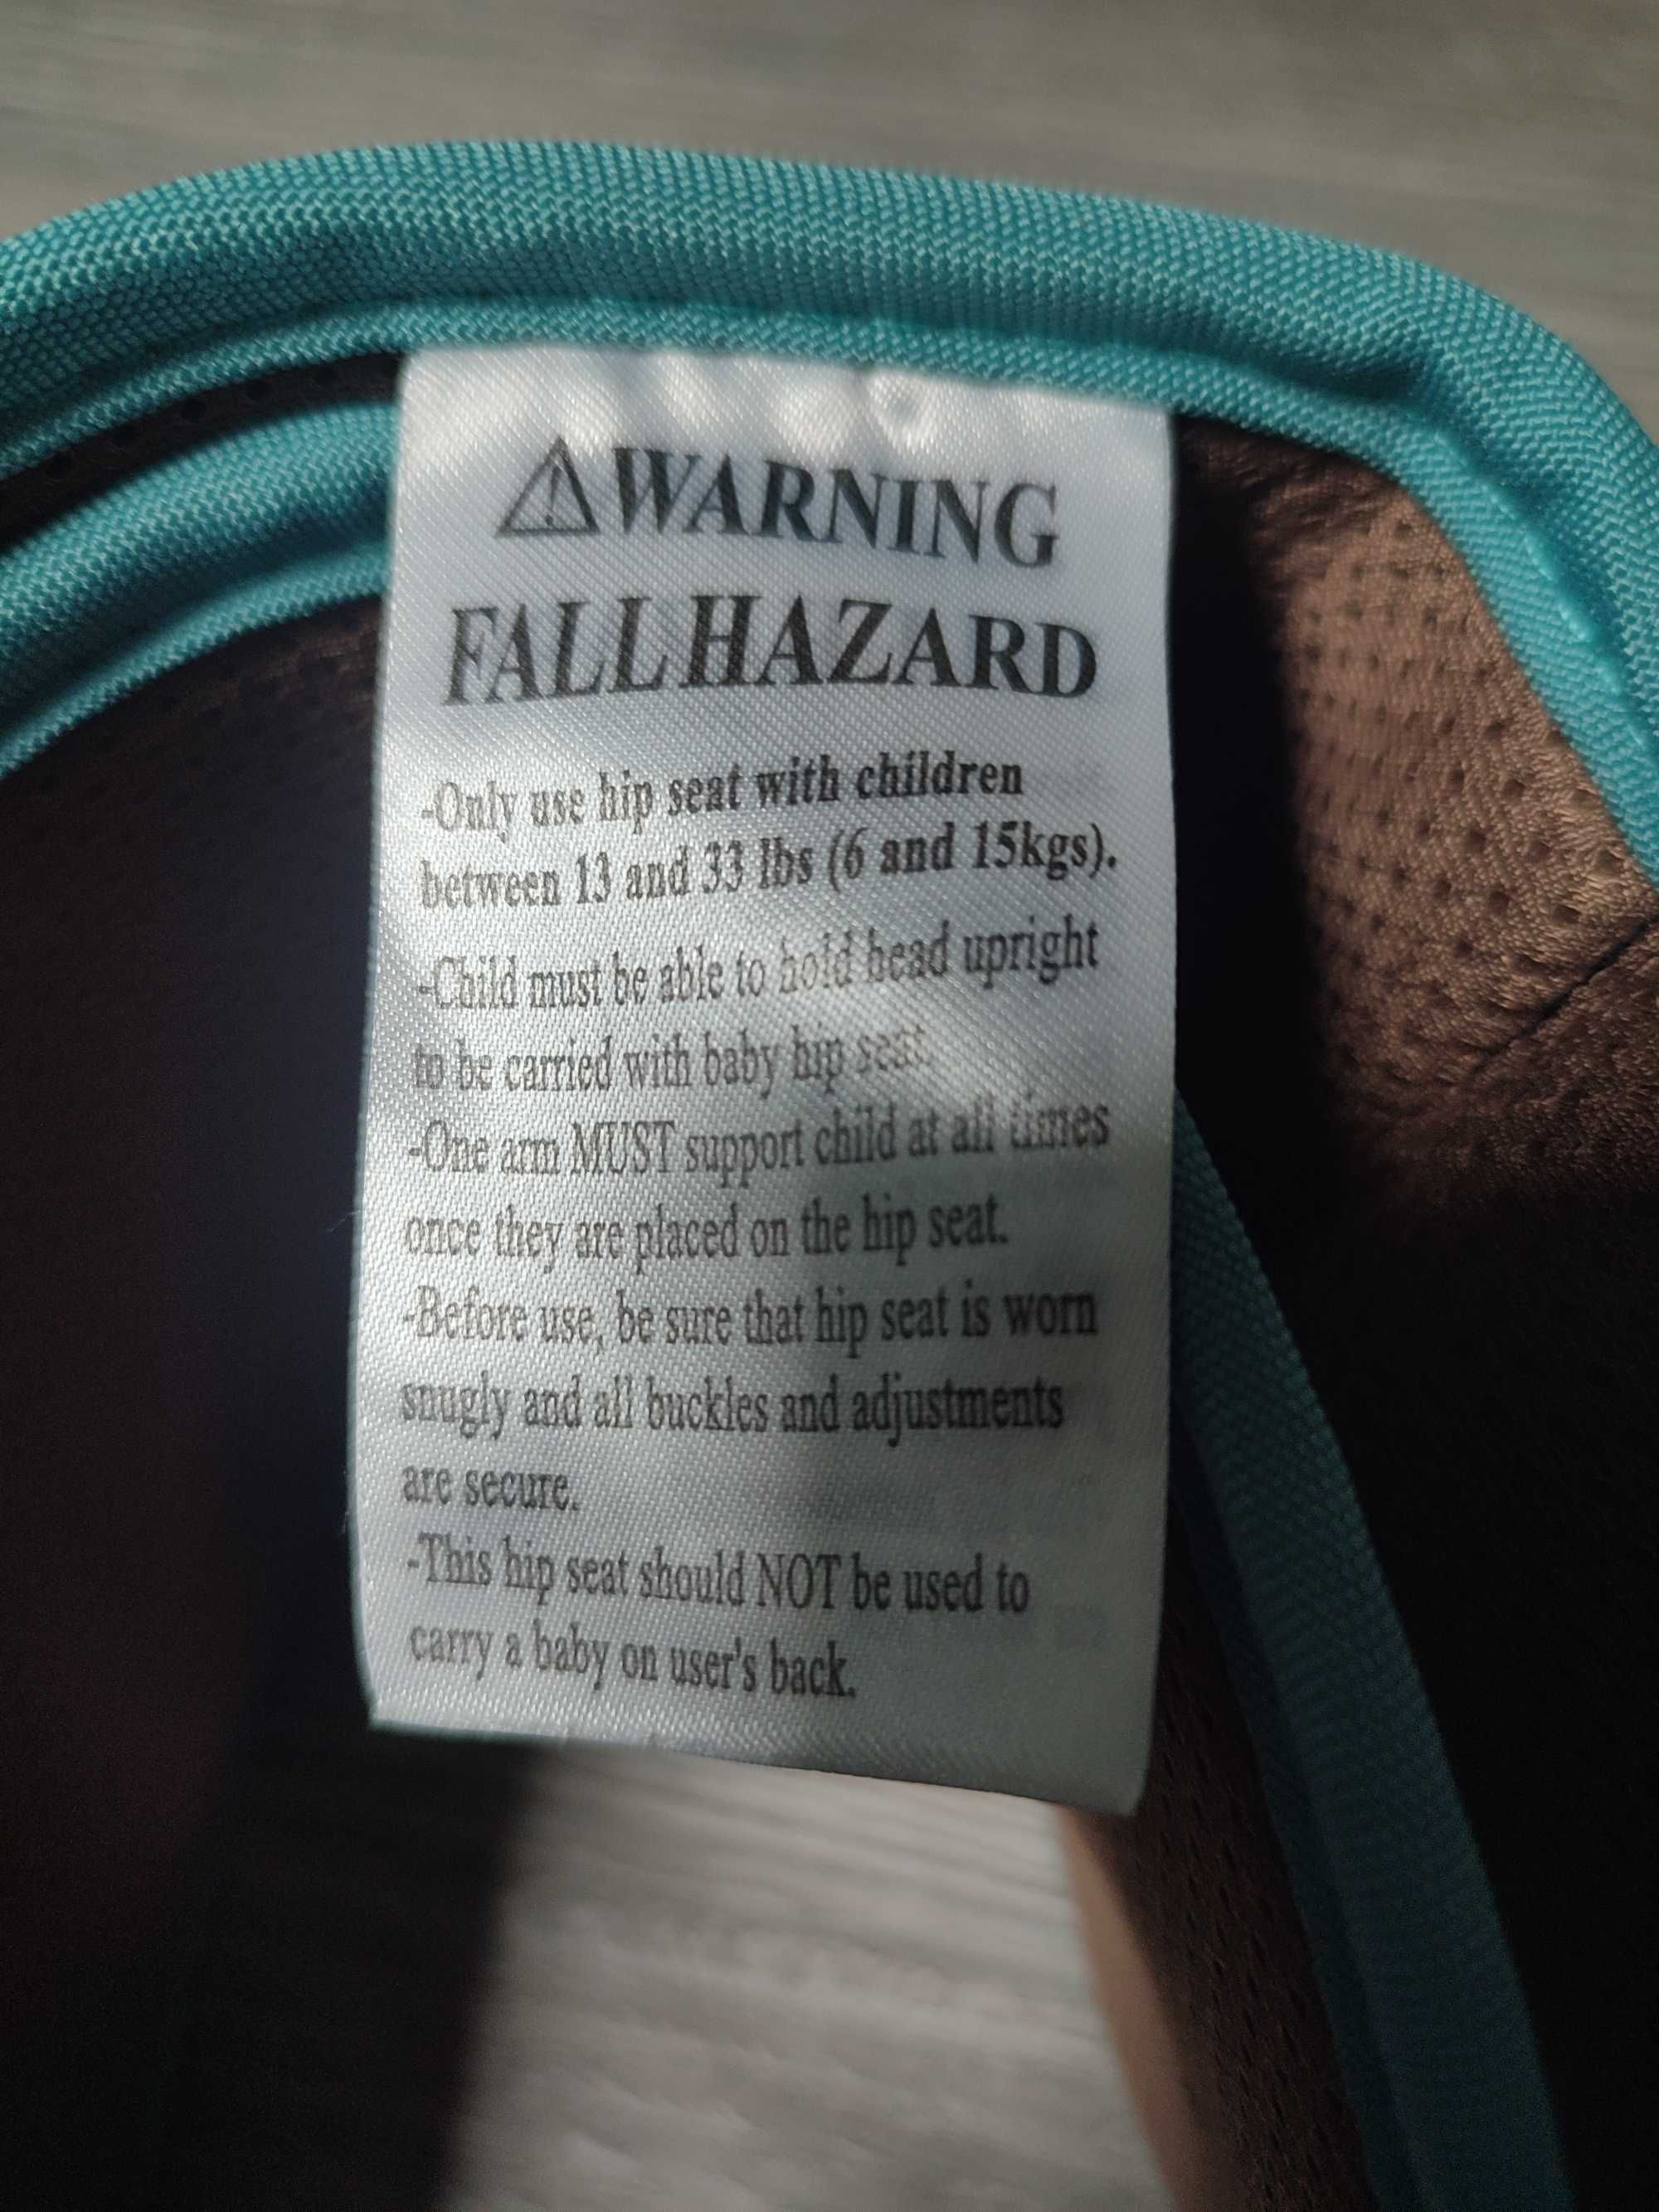 ⚠WARNING
FALL HAZARD
-Only use hip seat with children
between 13 and 33 lbs (6 and 15kgs).
-Child must be able to hold head upright
to be carried with baby hip seat.
-One arm MUST support child at all times
once they are placed on the hip seat.
-Before use, be sure that hip seat is worn
snugly and all buckles and adjustments
are secure.
-This hip seat should NOT be used to
carry a baby on user's back.